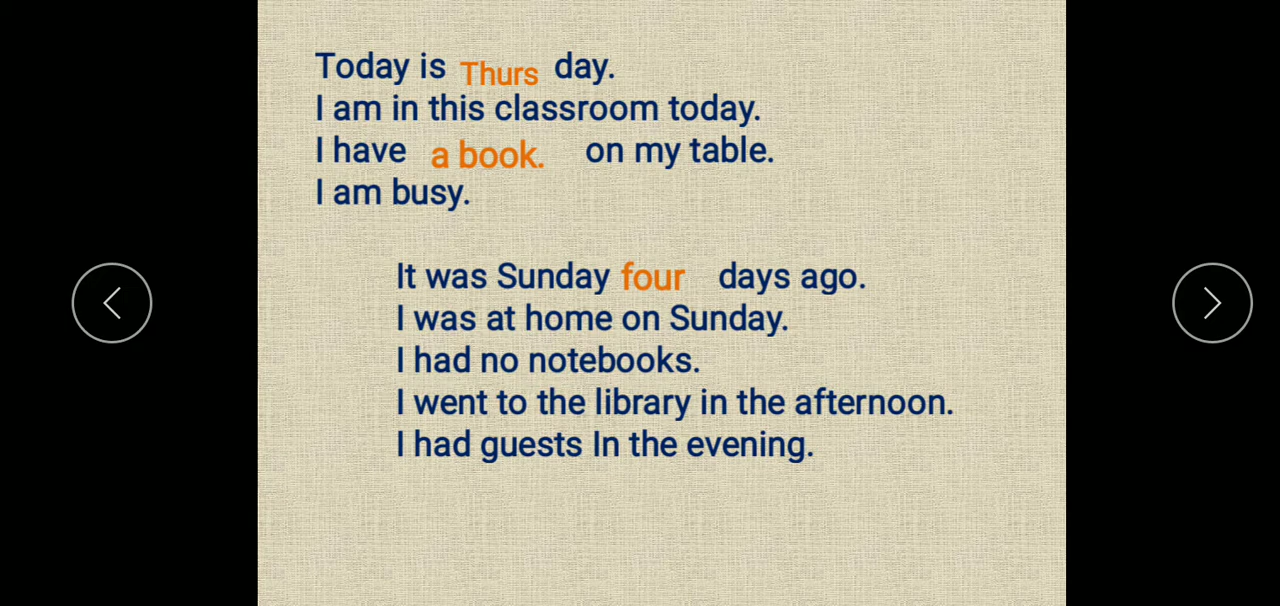 Today is Thurs day.
I am in this classroom today.
I have a book. on my table.
I am busy.
It was Sunday four days ago.
I was at home on Sunday.
I had no notebooks.
I went to the library in the afternoon.
I had guests In the evening.